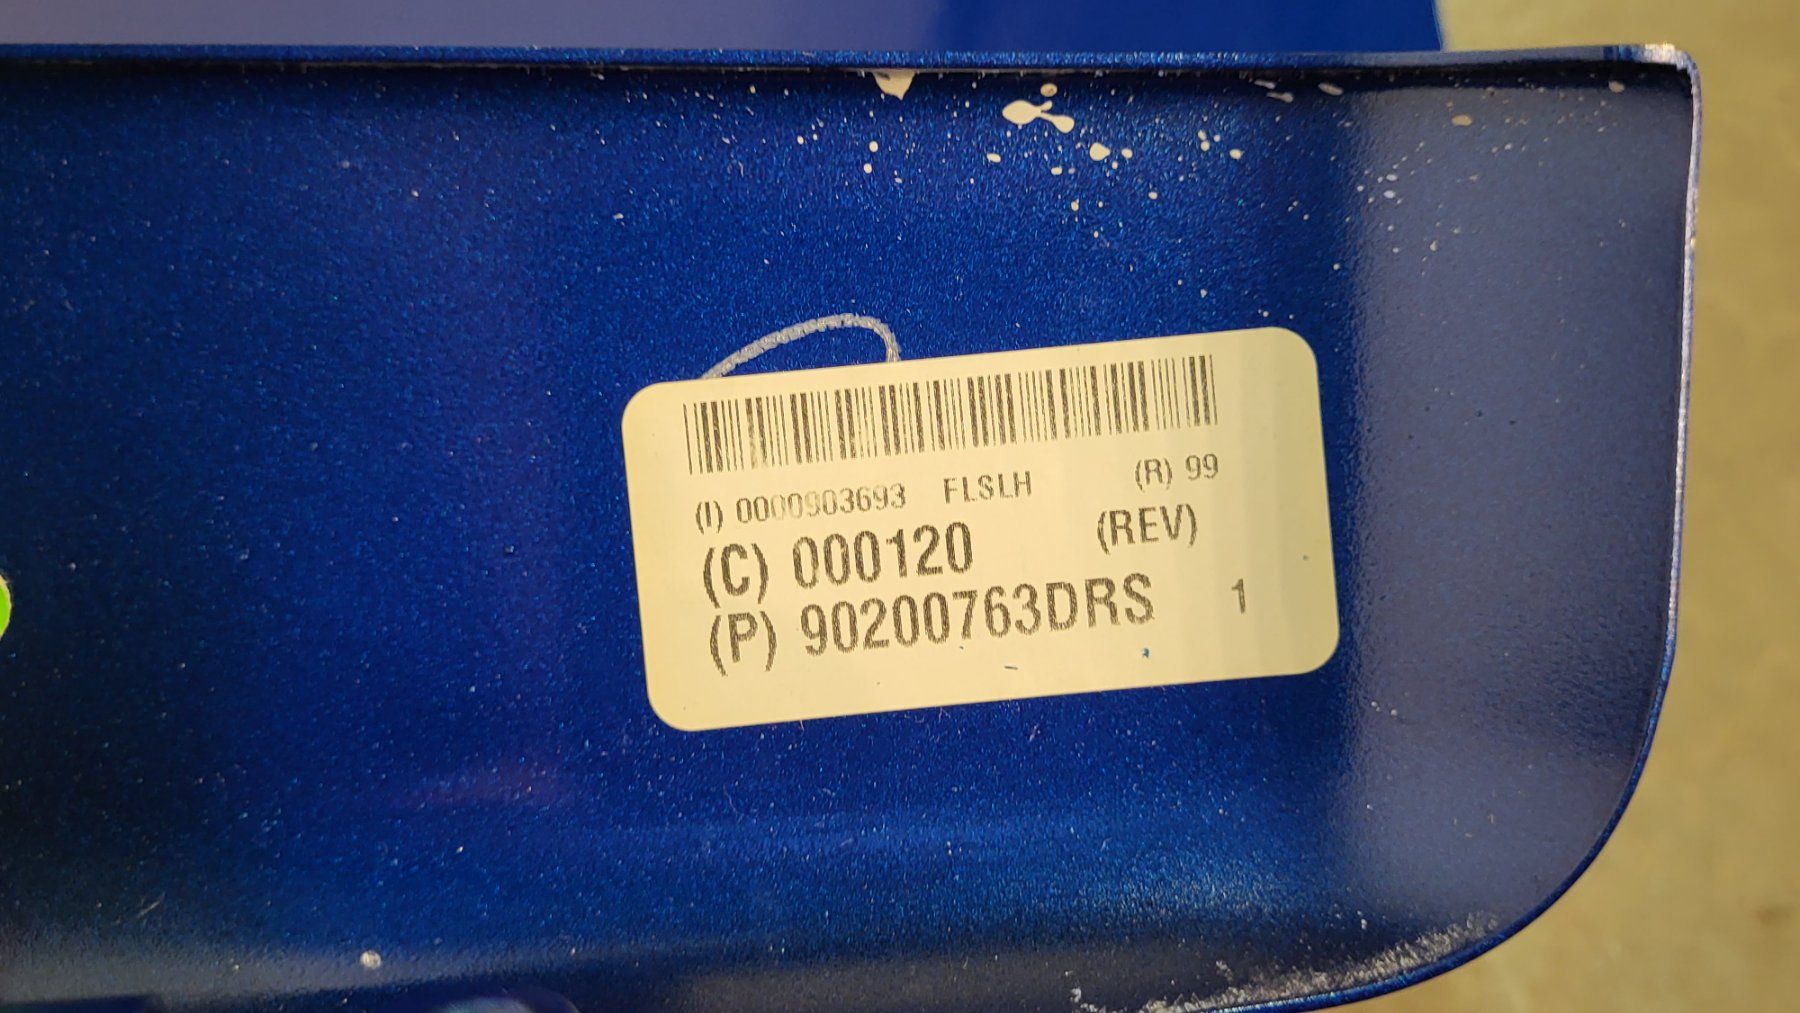 (I) 0000903693 FLSLH (R) 99
(C) 000120 (REV)
(P) 90200763DRS 1